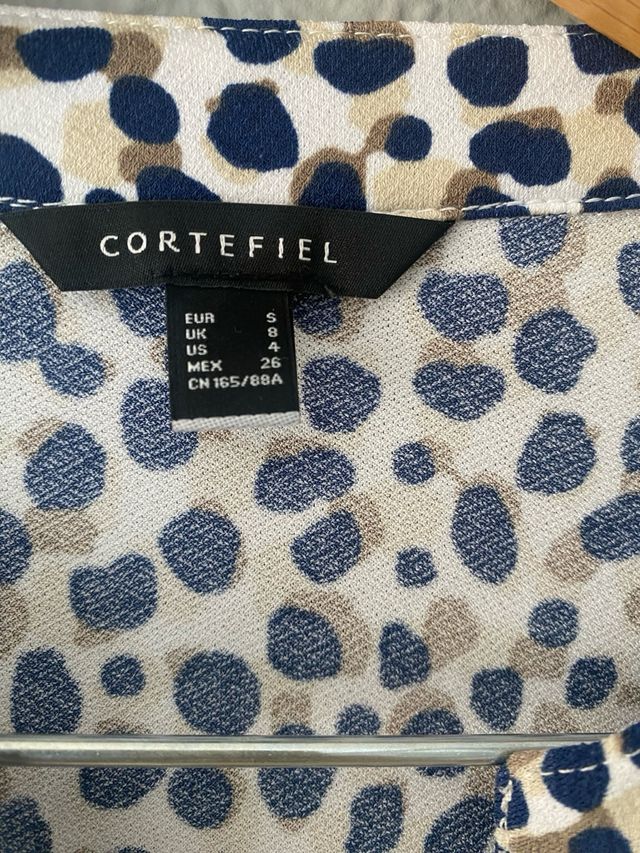 CORTEFIEL
EUR S
UK 8
US 4
MEX 26
CN 165/88A